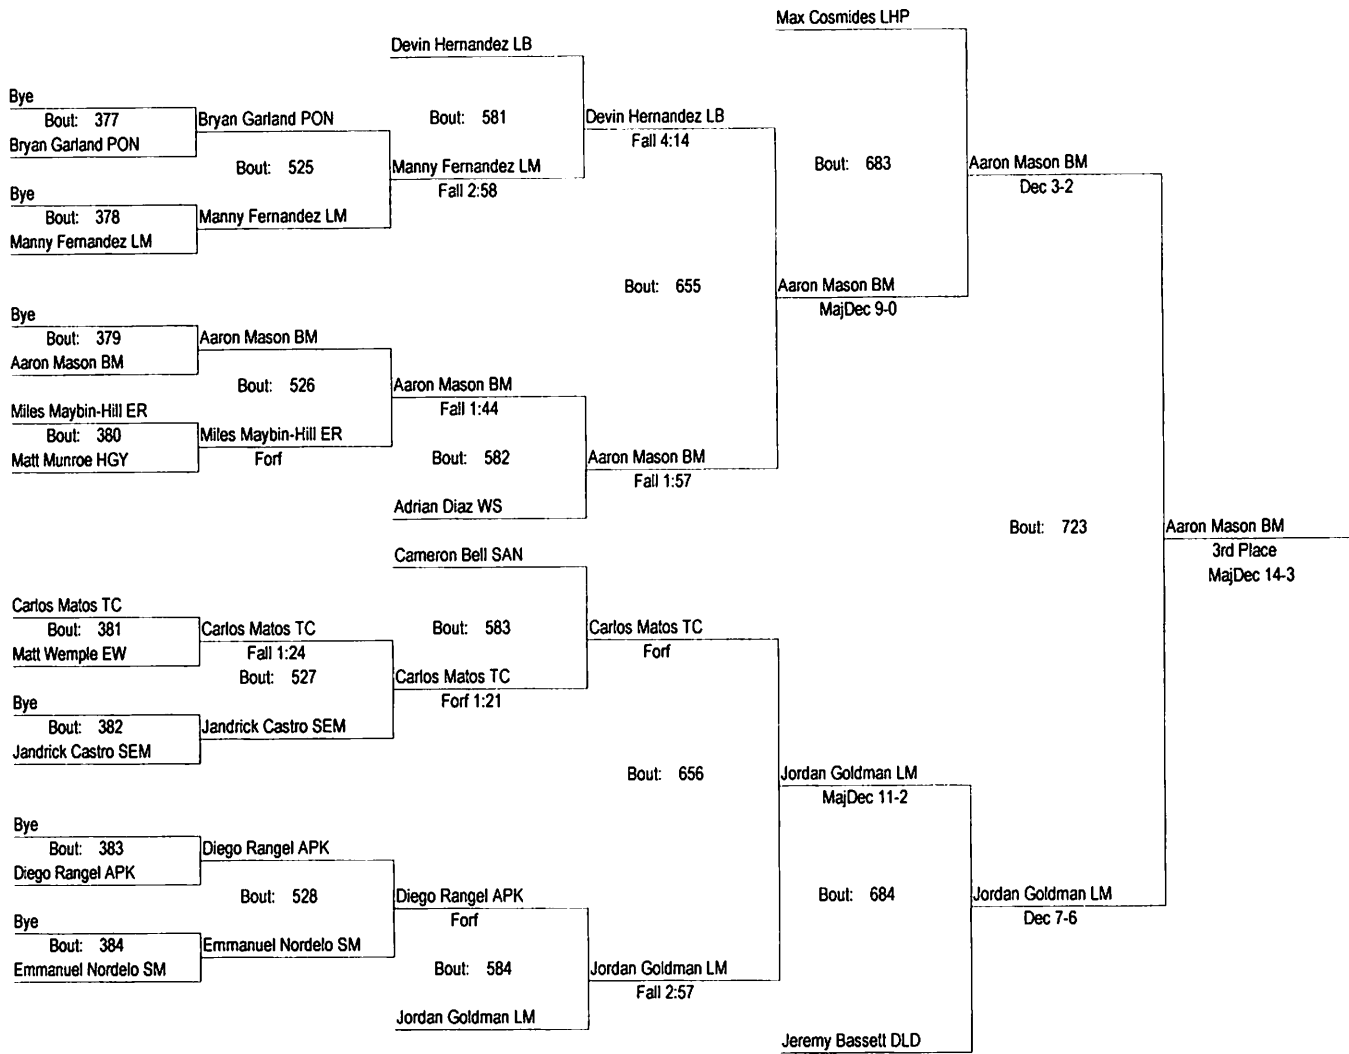 Max Cosmides LHP
Devin Hernandez LB
Bye
Bout: 377
Bryan Garland PON
Bryan Garland PON
Bout: 525
Bye
Bout: 378
Manny Fernandez LM
Manny Fernandez LM
Bout: 581
Manny Fernandez LM
Fall 2:58
Devin Hernandez LB
Fall 4:14
Bout: 683
Aaron Mason BM
Dec 3-2
Bout: 655
Aaron Mason BM
MajDec 9-0
Bye
Bout: 379
Aaron Mason BM
Aaron Mason BM
Bout: 526
Miles Maybin-Hill ER
Bout: 380
Matt Munroe HGY
Miles Maybin-Hill ER
Forf
Aaron Mason BM
Fall 1:44
Bout: 582
Adrian Diaz WS
Aaron Mason BM
Fall 1:57
Bout: 723
Aaron Mason BM
3rd Place
MajDec 14-3
Cameron Bell SAN
Carlos Matos TC
Bout: 381
Matt Wemple EW
Carlos Matos TC
Fall 1:24
Bout: 527
Bye
Bout: 382
Jandrick Castro SEM
Jandrick Castro SEM
Bout: 583
Carlos Matos TC
Forf 1:21
Carlos Matos TC
Forf
Bout: 656
Jordan Goldman LM
MajDec 11-2
Bye
Bout: 383
Diego Rangel APK
Diego Rangel APK
Bout: 528
Bye
Bout: 384
Emmanuel Nordelo SM
Emmanuel Nordelo SM
Diego Rangel APK
Forf
Bout: 584
Jordan Goldman LM
Jordan Goldman LM
Fall 2:57
Bout: 684
Jordan Goldman LM
Dec 7-6
Jeremy Bassett DLD